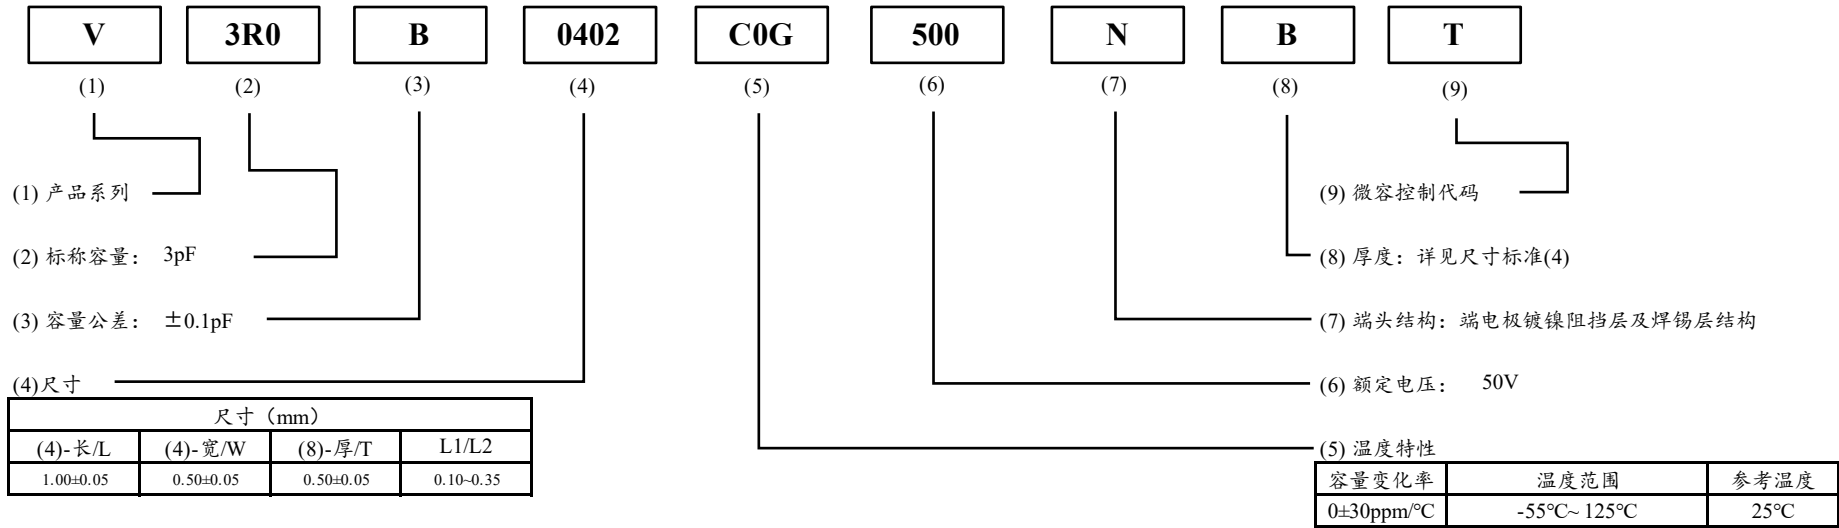 V 3R0 B 0402 C0G 500 N B T
(1) (2) (3) (4) (5) (6) (7) (8) (9)
(1) 产品系列
(9) 微容控制代码
(2) 标称容量： 3pF
(8) 厚度：详见尺寸标准(4)
(3) 容量公差： ±0.1pF
(7) 端头结构：端电极镀镍阻挡层及焊锡层结构
(4)尺寸
(6) 额定电压： 50V
尺寸（mm）
(4)-长/L (4)-宽/W (8)-厚/T L1/L2
1.00±0.05 0.50±0.05 0.50±0.05 0.10~0.35
(5) 温度特性
容量变化率 温度范围 参考温度
0±30ppm/°C -55°C~ 125°C 25°C